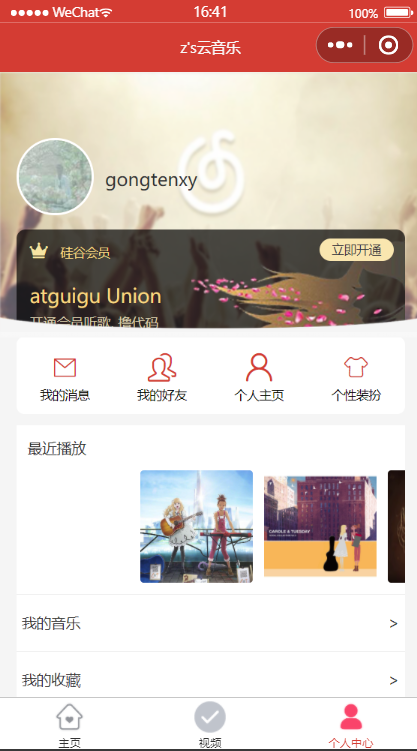 WeChat 16:41 100%
z's云音乐
gongtenxy
硅谷会员 立即开通
atguigu Union
开通会员听歌, 撸代码
我的消息 我的好友 个人主页 个性装扮
最近播放
CAROLE & TUESDAY
我的音乐 >
我的收藏 >
主页 视频 个人中心